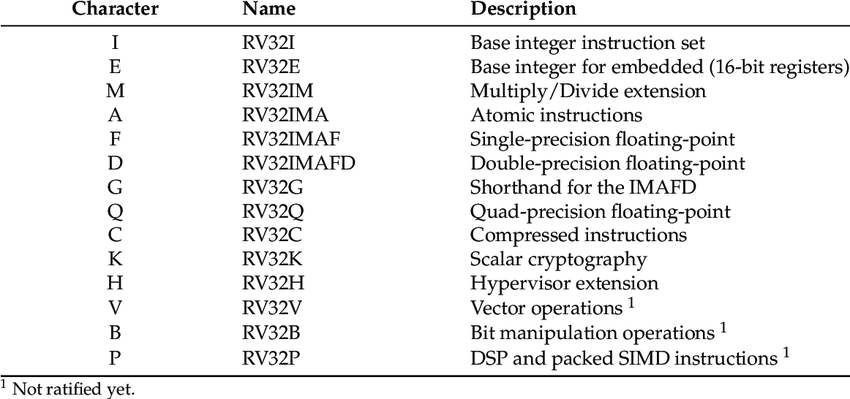 Character Name Description
I RV32I Base integer instruction set
E RV32E Base integer for embedded (16-bit registers)
M RV32IM Multiply/Divide extension
A RV32IMA Atomic instructions
F RV32IMAF Single-precision floating-point
D RV32IMAFD Double-precision floating-point
G RV32G Shorthand for the IMAFD
Q RV32Q Quad-precision floating-point
C RV32C Compressed instructions
K RV32K Scalar cryptography
H RV32H Hypervisor extension
V RV32V Vector operations 1
B RV32B Bit manipulation operations 1
P RV32P DSP and packed SIMD instructions 1
1 Not ratified yet.